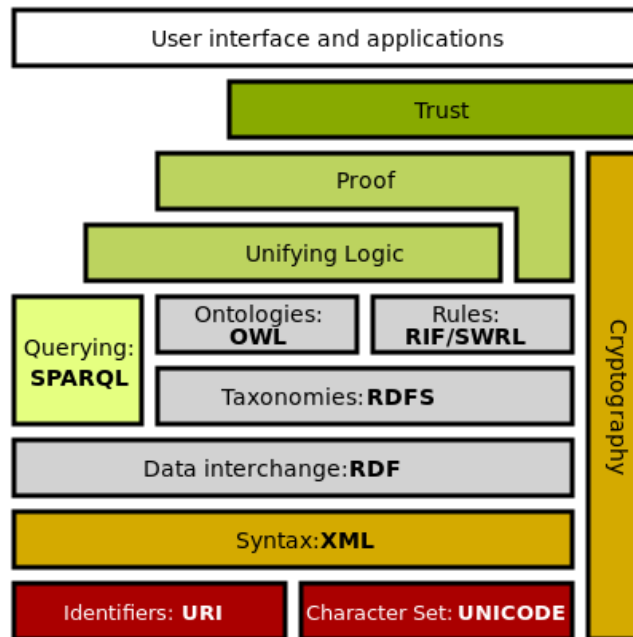 User interface and applications
Trust
Proof
Unifying Logic
Querying:
SPARQL
Ontologies:
OWL
Rules:
RIF/SWRL
Taxonomies:RDFS
Data interchange:RDF
Syntax:XML
Identifiers: URI
Character Set: UNICODE
Cryptography